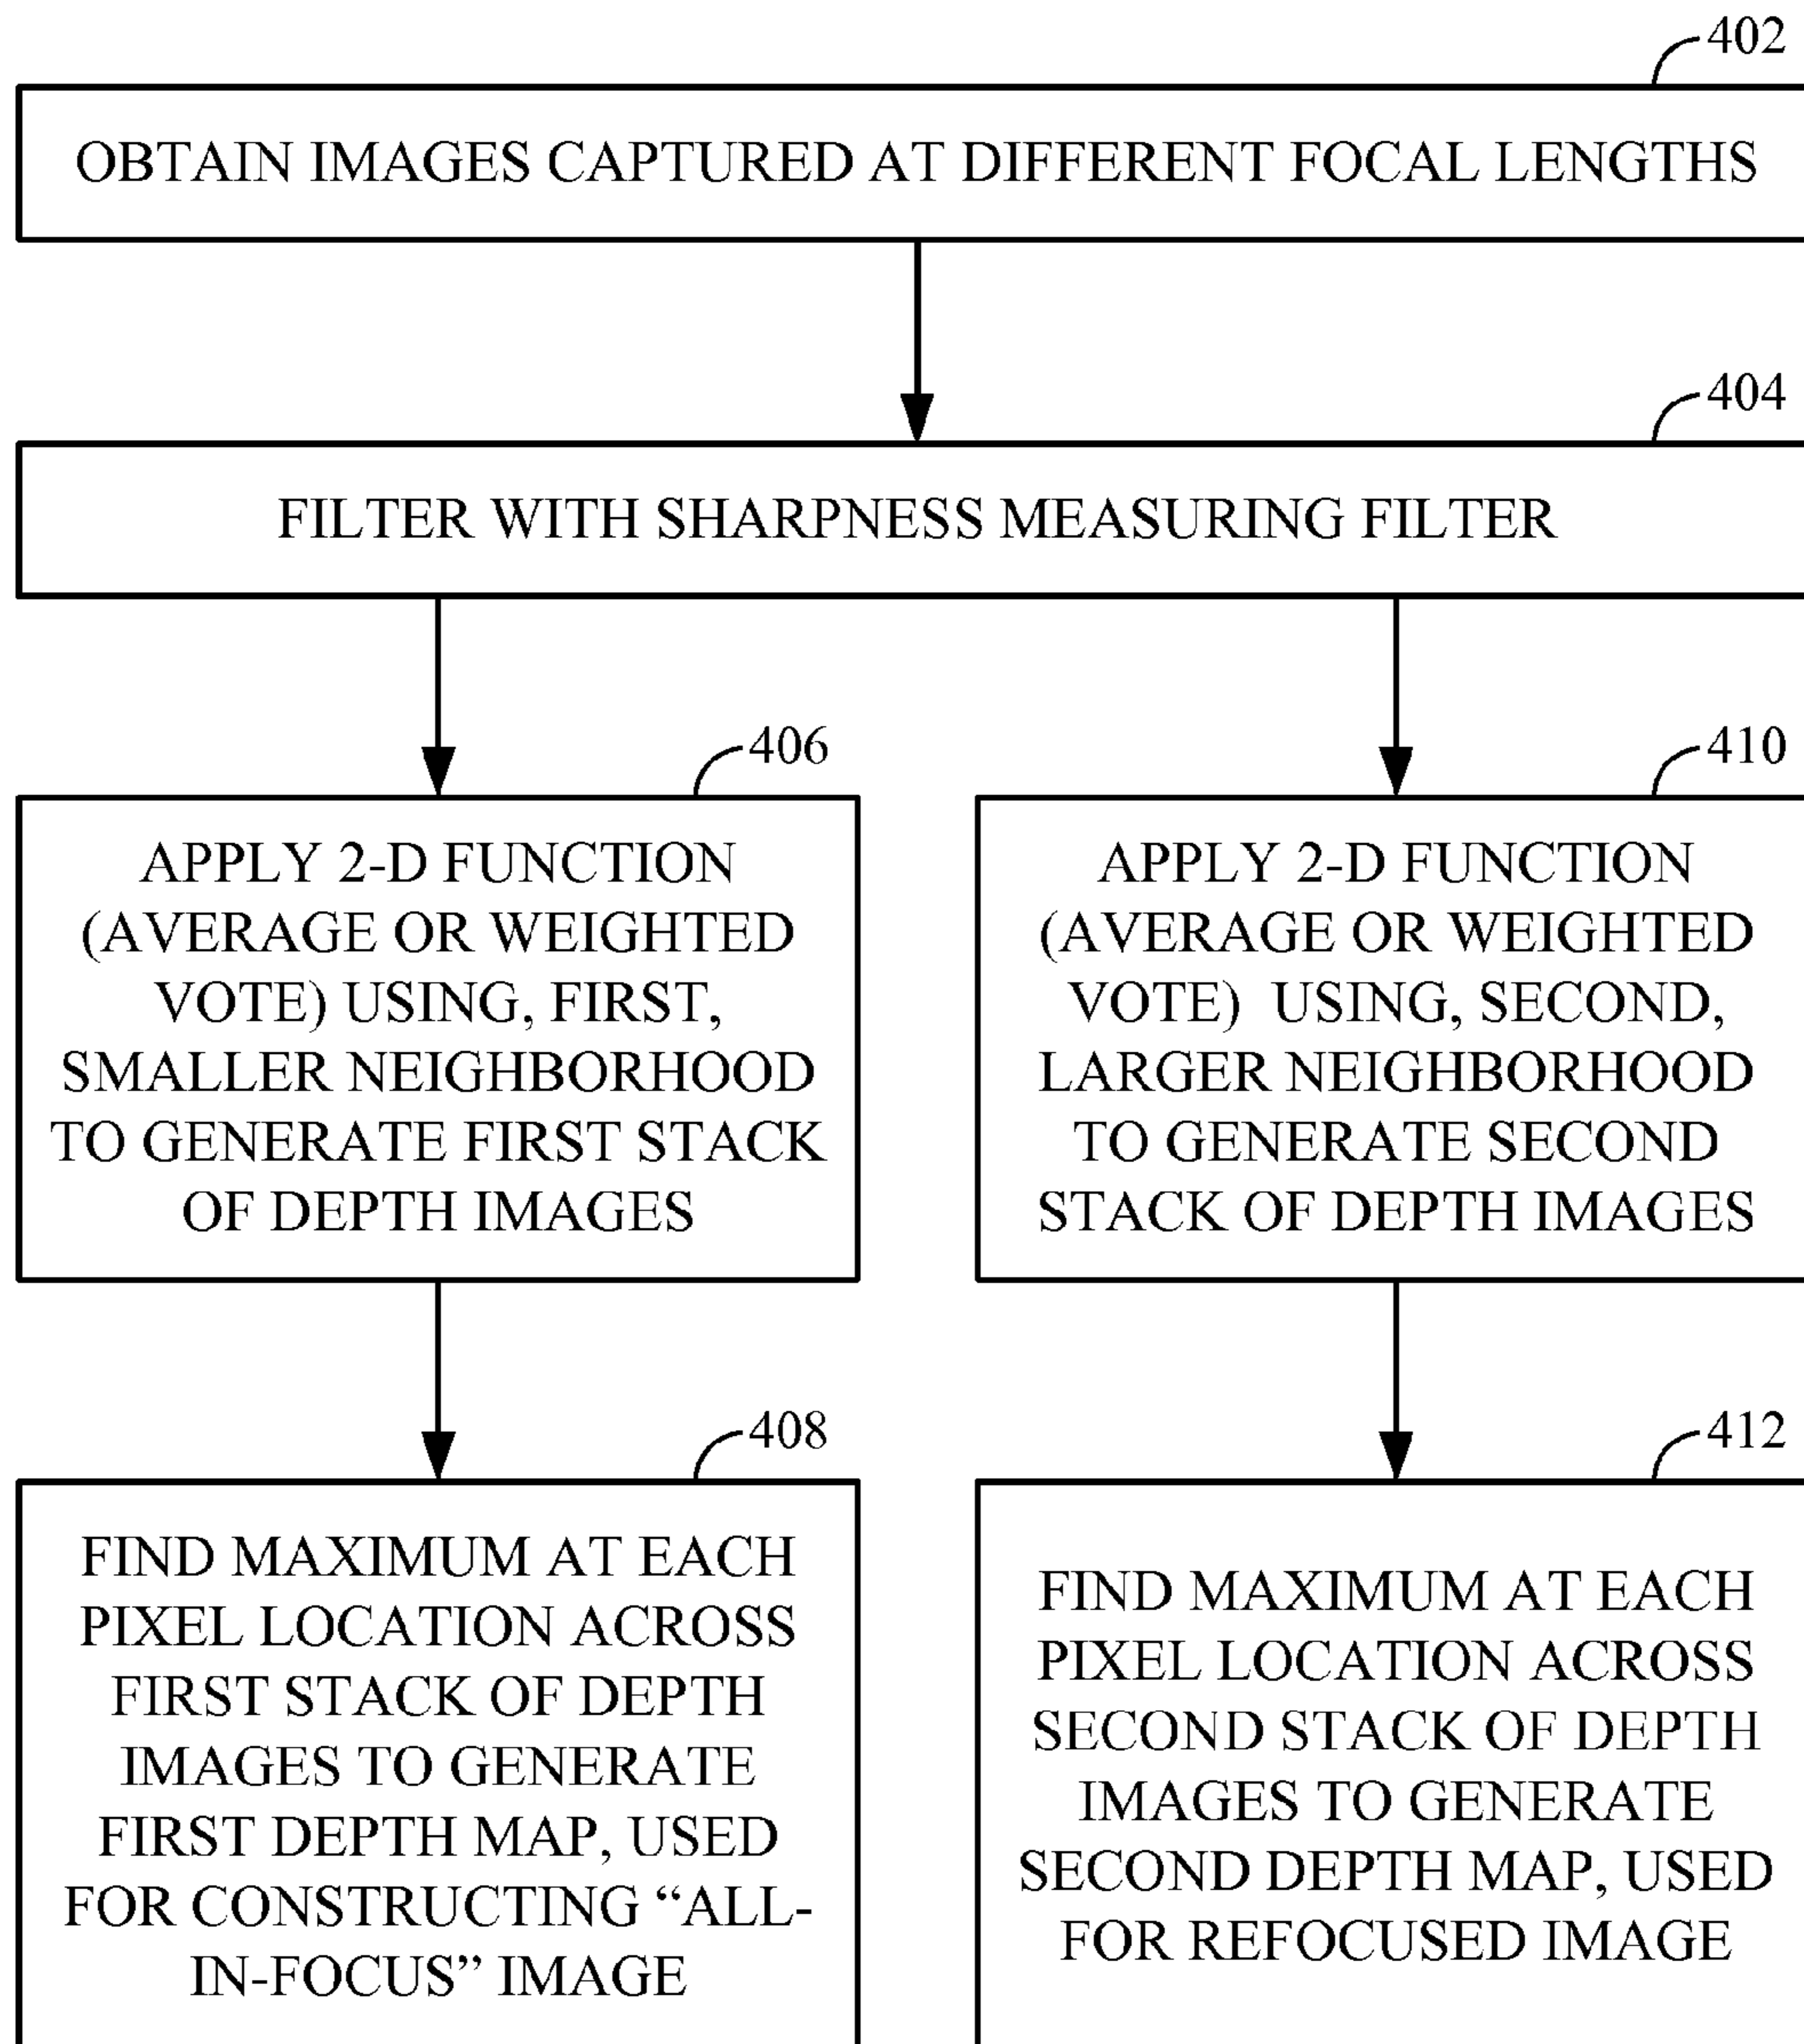 402
OBTAIN IMAGES CAPTURED AT DIFFERENT FOCAL LENGTHS
404
FILTER WITH SHARPNESS MEASURING FILTER
406
APPLY 2-D FUNCTION
(AVERAGE OR WEIGHTED
VOTE) USING, FIRST,
SMALLER NEIGHBORHOOD
TO GENERATE FIRST STACK
OF DEPTH IMAGES
410
APPLY 2-D FUNCTION
(AVERAGE OR WEIGHTED
VOTE)  USING, SECOND,
LARGER NEIGHBORHOOD
TO GENERATE SECOND
STACK OF DEPTH IMAGES
408
FIND MAXIMUM AT EACH
PIXEL LOCATION ACROSS
FIRST STACK OF DEPTH
IMAGES TO GENERATE
FIRST DEPTH MAP, USED
FOR CONSTRUCTING “ALL-
IN-FOCUS” IMAGE
412
FIND MAXIMUM AT EACH
PIXEL LOCATION ACROSS
SECOND STACK OF DEPTH
IMAGES TO GENERATE
SECOND DEPTH MAP, USED
FOR REFOCUSED IMAGE